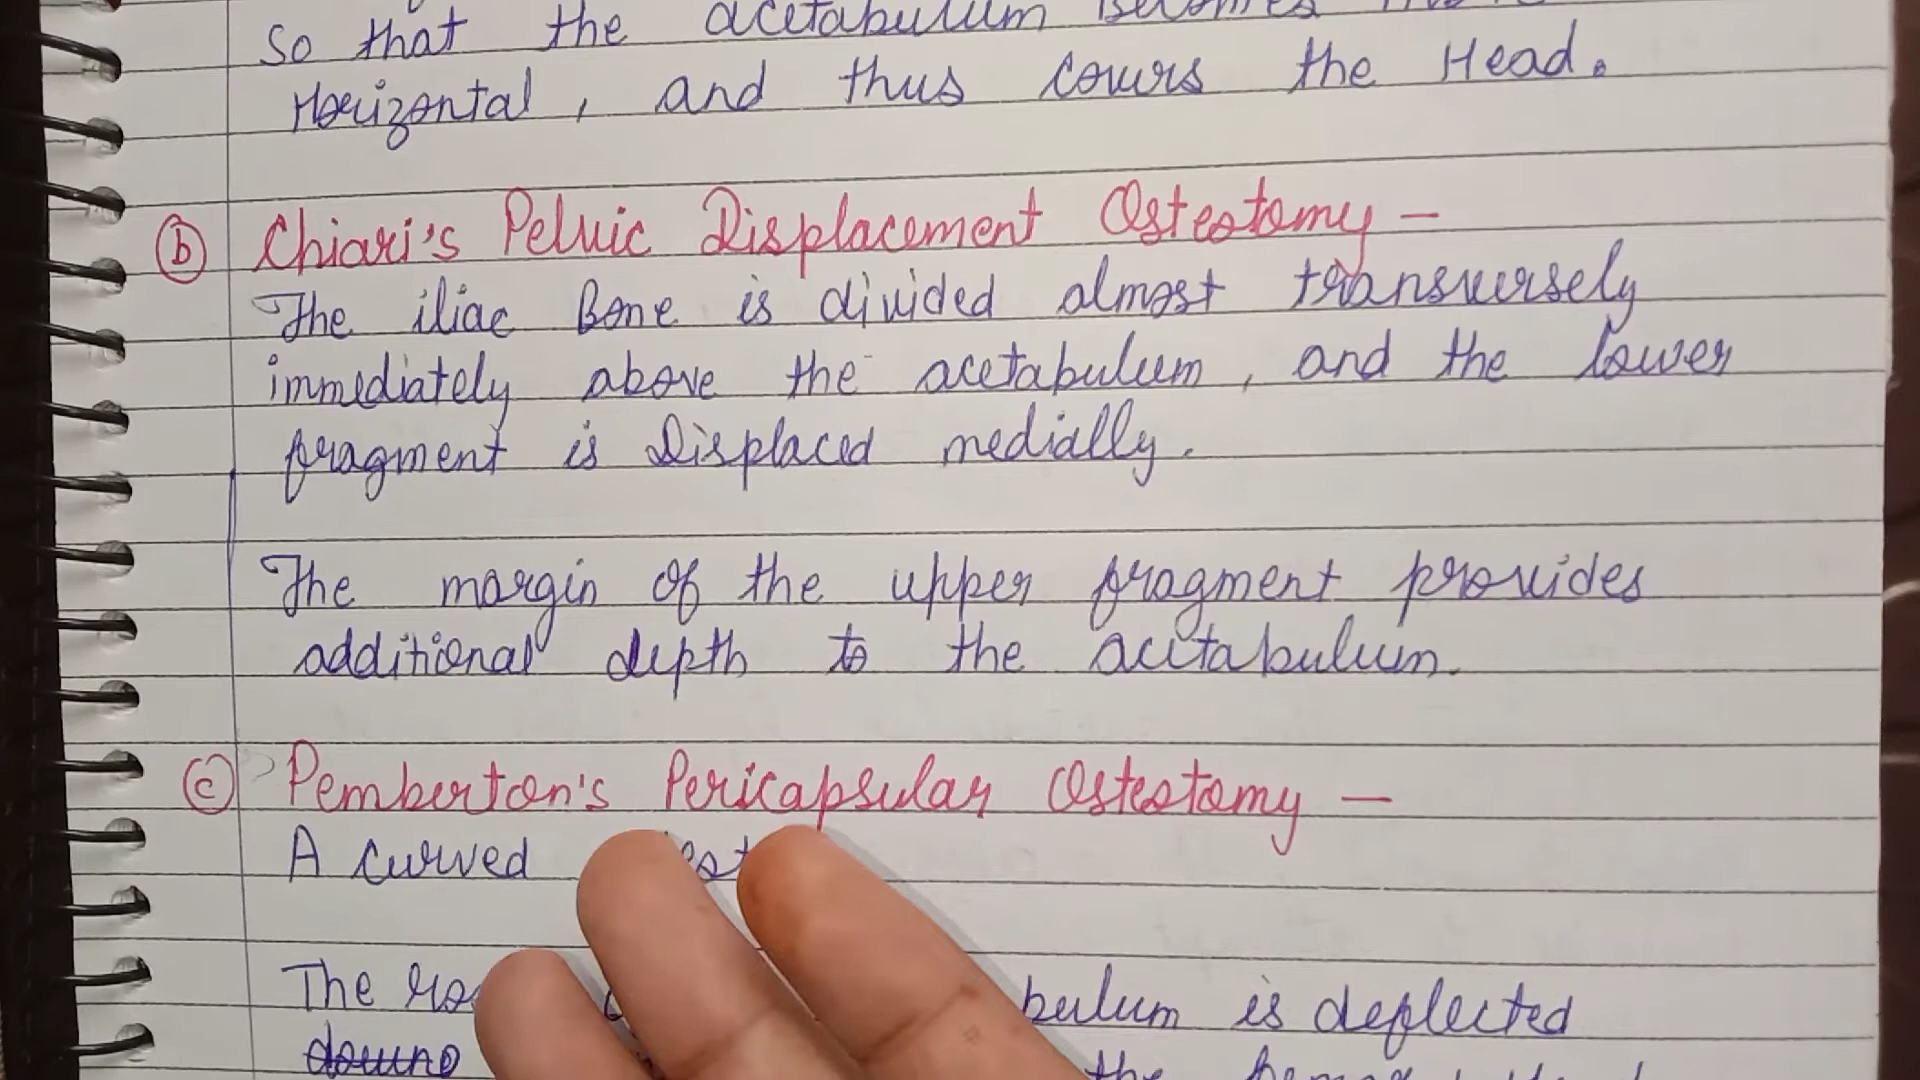 So that the acetabulum becomes
Horizontal, and thus covers the Head.
(b) Chiari's Pelvic Displacement Osteotomy –
The iliac Bone is divided almost transversely
immediately above the acetabulum, and the lower
fragment is Displaced medially.
The margin of the upper fragment provides
additional depth to the acetabulum.
(c) Pemberton's Pericapsular Osteotomy –
A curved
The bulum is deflected
the